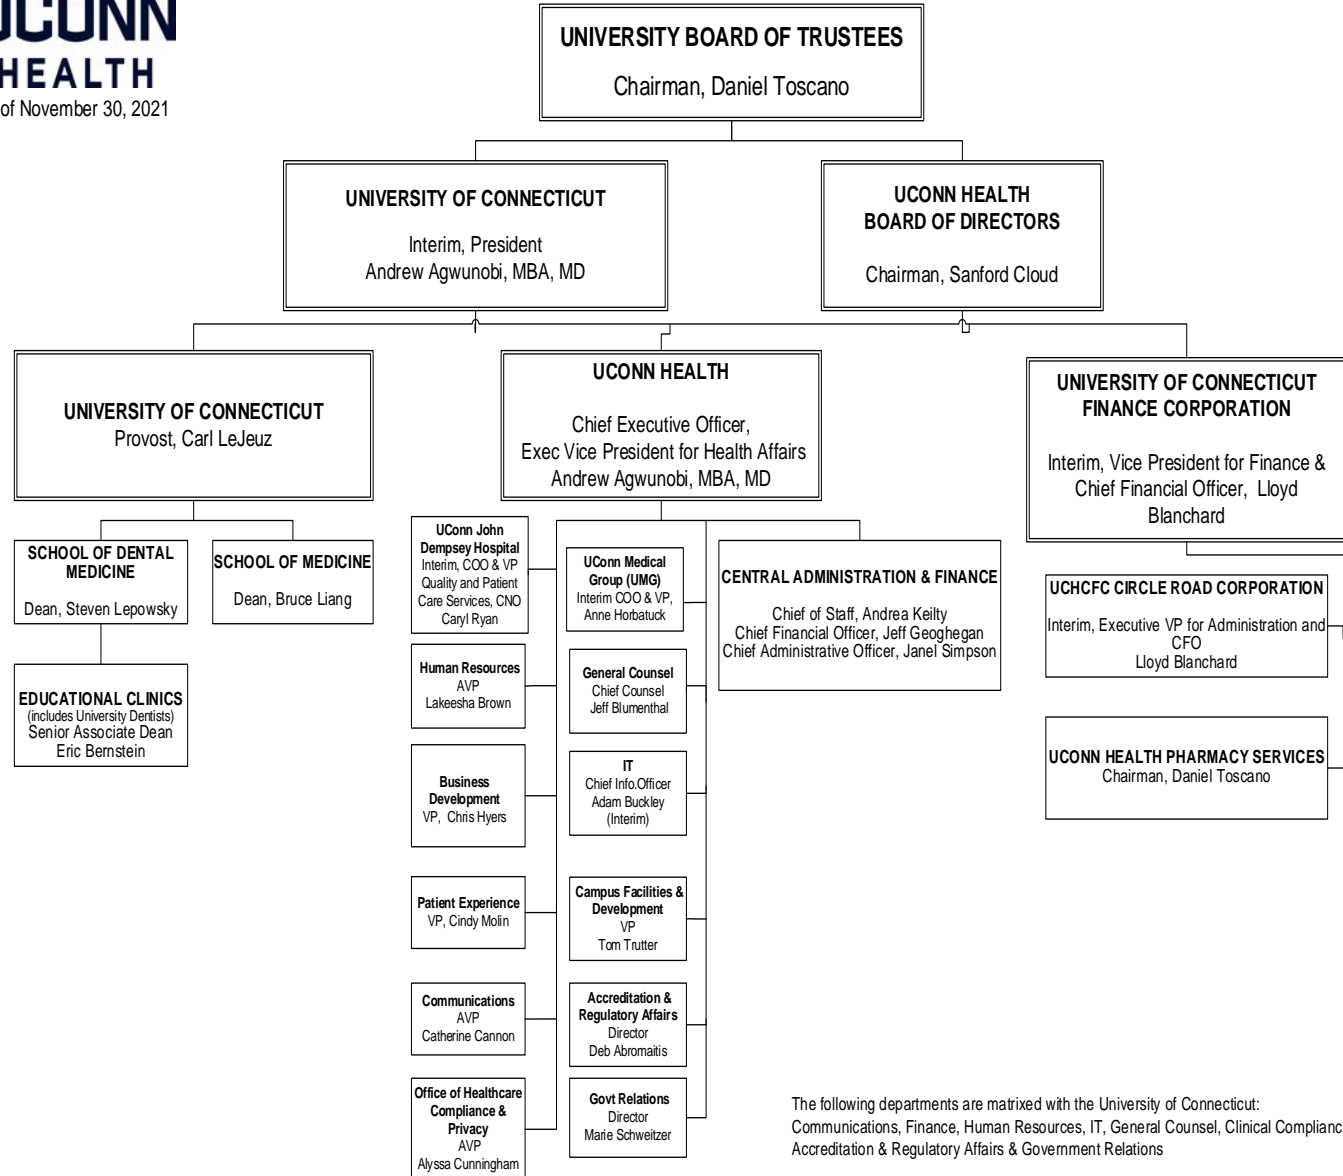 UCONN
HEALTH
of November 30, 2021
UNIVERSITY BOARD OF TRUSTEES
Chairman, Daniel Toscano
UNIVERSITY OF CONNECTICUT
Interim, President
Andrew Agwunobi, MBA, MD
UCONN HEALTH
BOARD OF DIRECTORS
Chairman, Sanford Cloud
UNIVERSITY OF CONNECTICUT
Provost, Carl LeJeuz
UCONN HEALTH
Chief Executive Officer,
Exec Vice President for Health Affairs
Andrew Agwunobi, MBA, MD
UNIVERSITY OF CONNECTICUT
FINANCE CORPORATION
Interim, Vice President for Finance &
Chief Financial Officer, Lloyd
Blanchard
SCHOOL OF DENTAL
MEDICINE
Dean, Steven Lepowsky
SCHOOL OF MEDICINE
Dean, Bruce Liang
EDUCATIONAL CLINICS
(includes University Dentists)
Senior Associate Dean
Eric Bernstein
UConn John
Dempsey Hospital
Interim, COO & VP
Quality and Patient
Care Services, CNO
Caryl Ryan
Human Resources
AVP
Lakeesha Brown
Business
Development
VP, Chris Hyers
Patient Experience
VP, Cindy Molin
Communications
AVP
Catherine Cannon
Office of Healthcare
Compliance &
Privacy
AVP
Alyssa Cunningham
UConn Medical
Group (UMG)
Interim COO & VP,
Anne Horbatuck
General Counsel
Chief Counsel
Jeff Blumenthal
IT
Chief Info.Officer
Adam Buckley
(Interim)
Campus Facilities &
Development
VP
Tom Trutter
Accreditation &
Regulatory Affairs
Director
Deb Abromaitis
Govt Relations
Director
Marie Schweitzer
CENTRAL ADMINISTRATION & FINANCE
Chief of Staff, Andrea Keilty
Chief Financial Officer, Jeff Geoghegan
Chief Administrative Officer, Janel Simpson
UCHCFC CIRCLE ROAD CORPORATION
Interim, Executive VP for Administration and
CFO
Lloyd Blanchard
UCONN HEALTH PHARMACY SERVICES
Chairman, Daniel Toscano
The following departments are matrixed with the University of Connecticut:
Communications, Finance, Human Resources, IT, General Counsel, Clinical Complianc
Accreditation & Regulatory Affairs & Government Relations